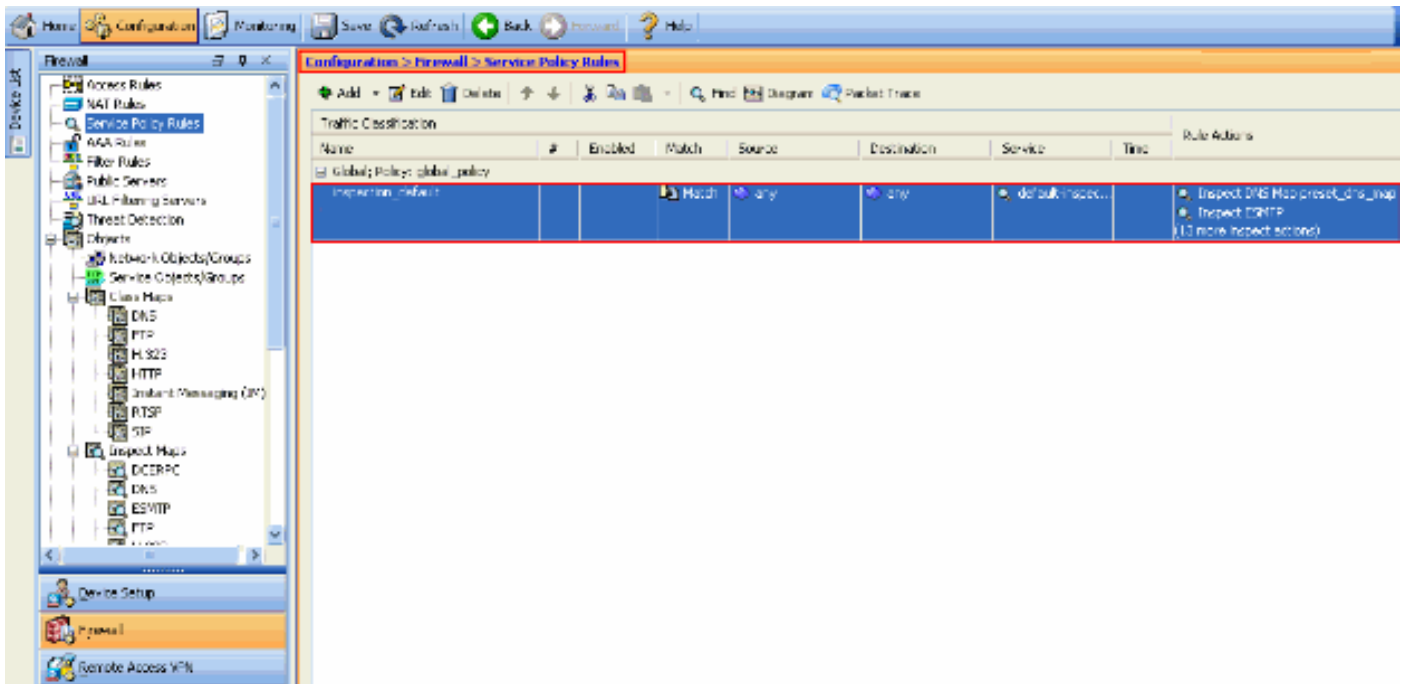 Home Configuration Monitoring Save Refresh Back Forward Help
Device List
Firewall
Access Rules
NAT Rules
Service Policy Rules
AAA Rules
Filter Rules
Public Servers
URL Filtering Servers
Threat Detection
Objects
Network Objects/Groups
Service Objects/Groups
Class Maps
DNS
FTP
H.323
HTTP
Instant Messaging (IM)
RTSP
SIP
Inspect Maps
DCERPC
DNS
ESMTP
FTP
Device Setup
Firewall
Remote Access VPN
Configuration > Firewall > Service Policy Rules
Add Edit Delete Find Diagram Packet Trace
Traffic Classification
Rule Actions
Name # Enabled Match Source Destination Service Time
Global; Policy: global_policy
inspection_default Match any any default-inspec...
Inspect DNS Map preset_dns_map
Inspect ESMTP
(13 more inspect actions)